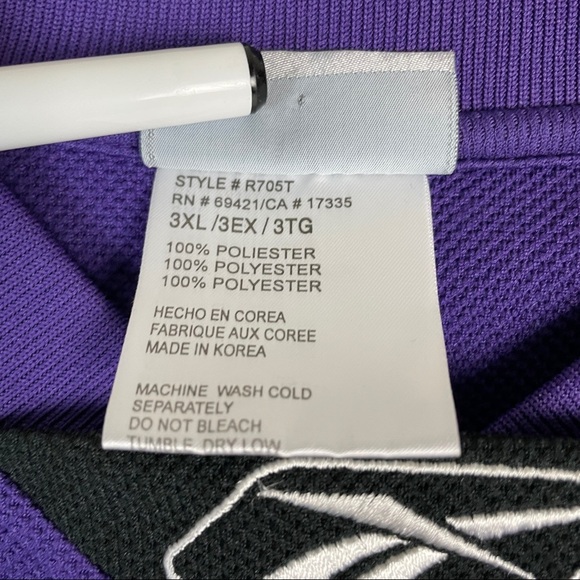 STYLE # R705T
RN # 69421/CA # 17335
3XL /3EX / 3TG
100% POLIESTER
100% POLYESTER
100% POLYESTER
HECHO EN COREA
FABRIQUE AUX COREE
MADE IN KOREA
MACHINE WASH COLD
SEPARATELY
DO NOT BLEACH
TUMBLE DRY LOW